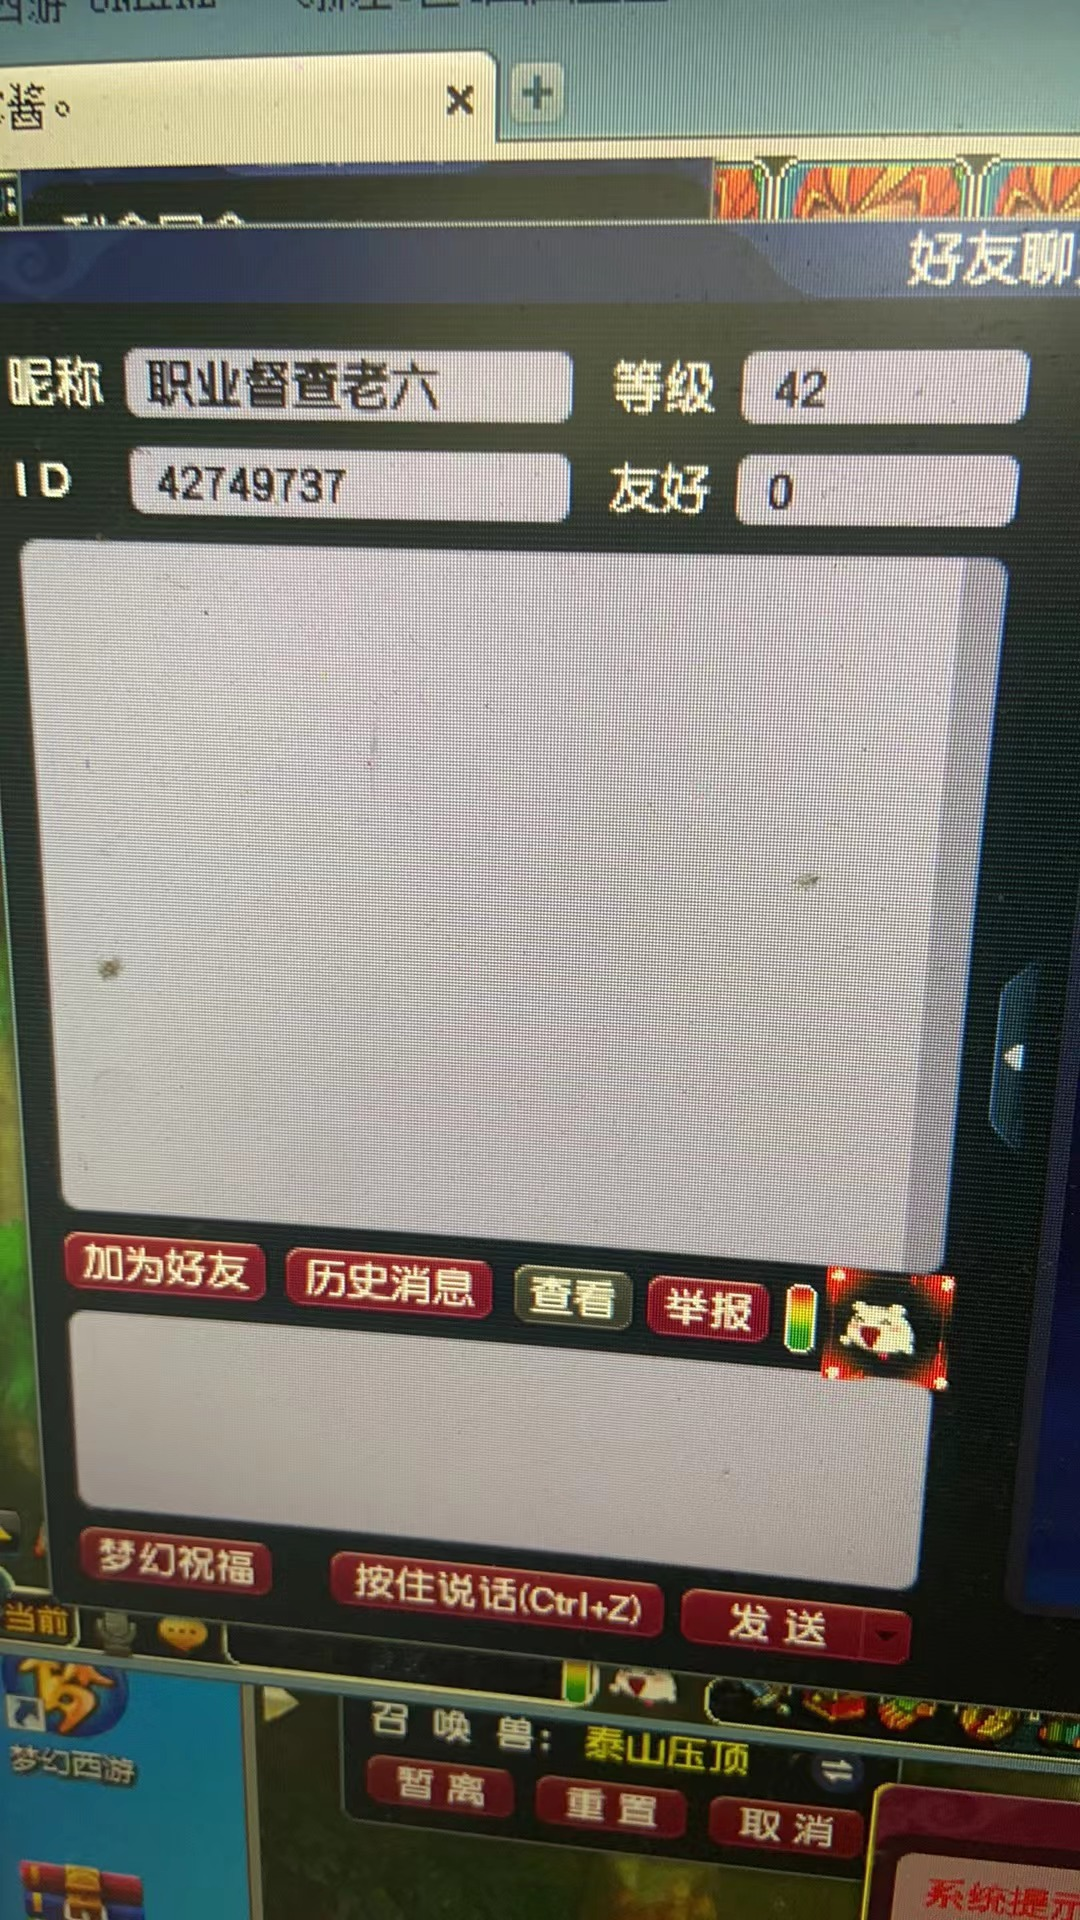 酱。
好友聊
昵称 职业督查老六 等级 42
ID 42749737 友好 0
加为好友 历史消息 查看 举报
梦幻祝福 按住说话(Ctrl+Z) 发送
当前
梦幻西游
召唤兽: 泰山压顶
暂离 重置 取消
系统提示